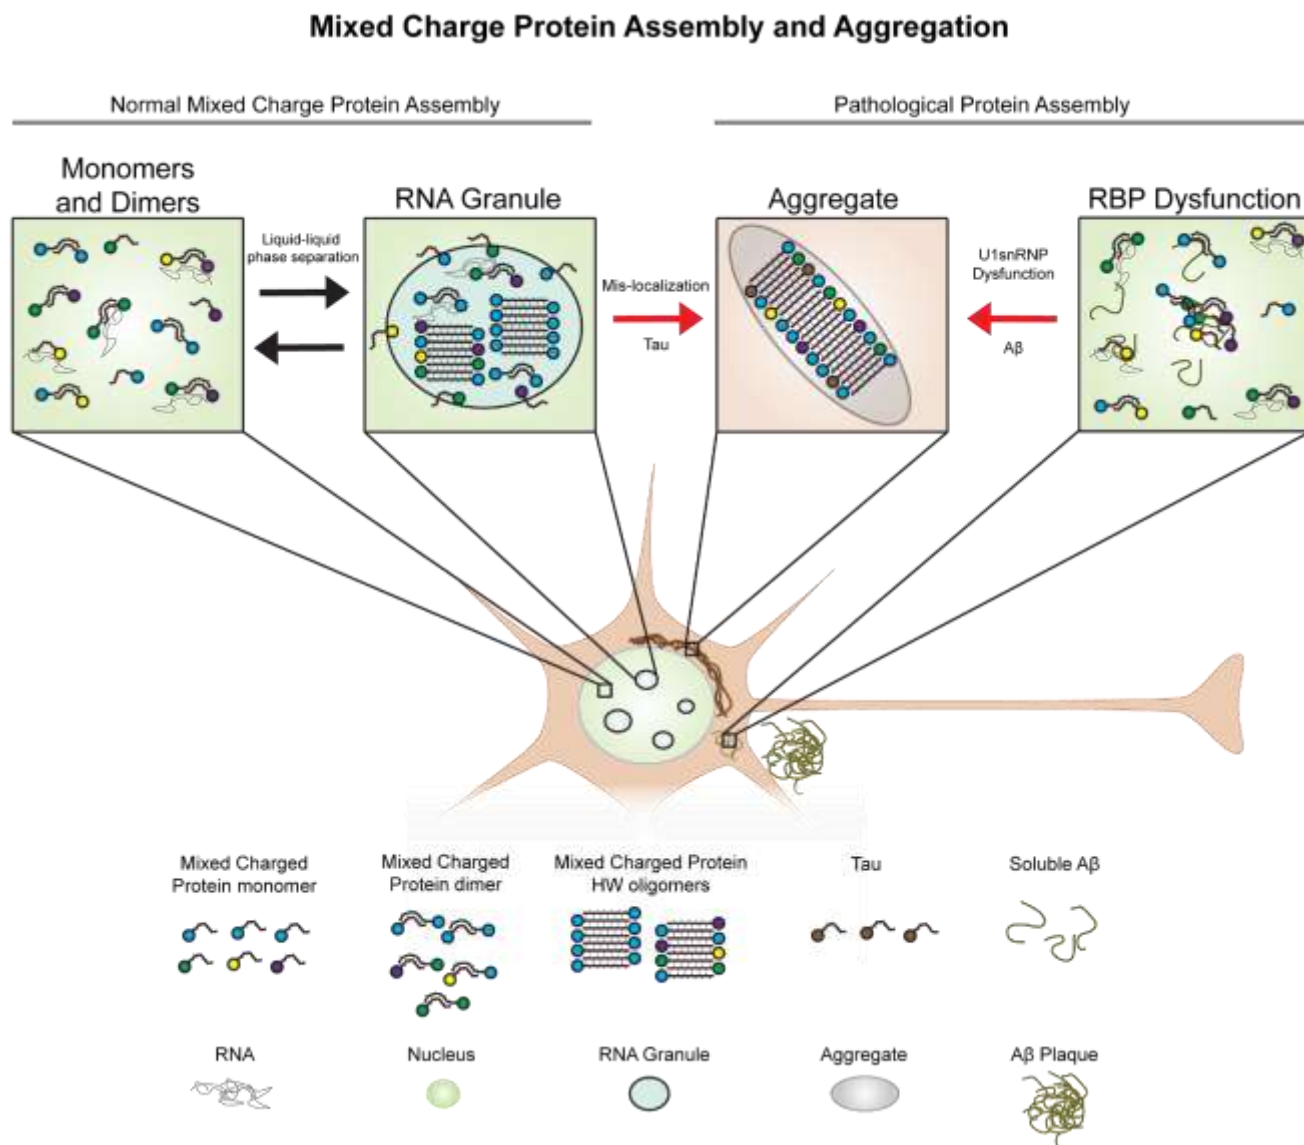 Mixed Charge Protein Assembly and Aggregation
Normal Mixed Charge Protein Assembly
Pathological Protein Assembly
Monomers
and Dimers
RNA Granule
Aggregate
RBP Dysfunction
Liquid-liquid
phase separation
Mis-localization
Tau
U1snRNP
Dysfunction
Aβ
Mixed Charged
Protein monomer
Mixed Charged
Protein dimer
Mixed Charged Protein
HW oligomers
Tau
Soluble Aβ
RNA
Nucleus
RNA Granule
Aggregate
Aβ Plaque